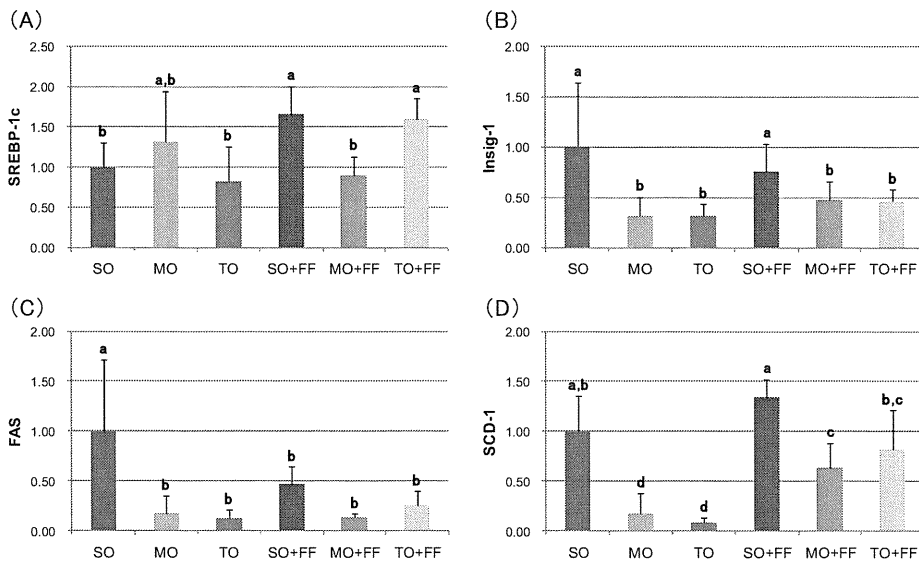 (A)
SREBP-1c
2.50
2.00
1.50
1.00
0.50
0.00
b
a,b
b
a
b
a
SO MO TO SO+FF MO+FF TO+FF
(B)
Insig-1
2.00
1.50
1.00
0.50
0.00
a
b
b
a
b
b
SO MO TO SO+FF MO+FF TO+FF
(C)
FAS
2.00
1.50
1.00
0.50
0.00
a
b
b
b
b
b
SO MO TO SO+FF MO+FF TO+FF
(D)
SCD-1
2.00
1.50
1.00
0.50
0.00
a,b
d
d
a
c
b,c
SO MO TO SO+FF MO+FF TO+FF